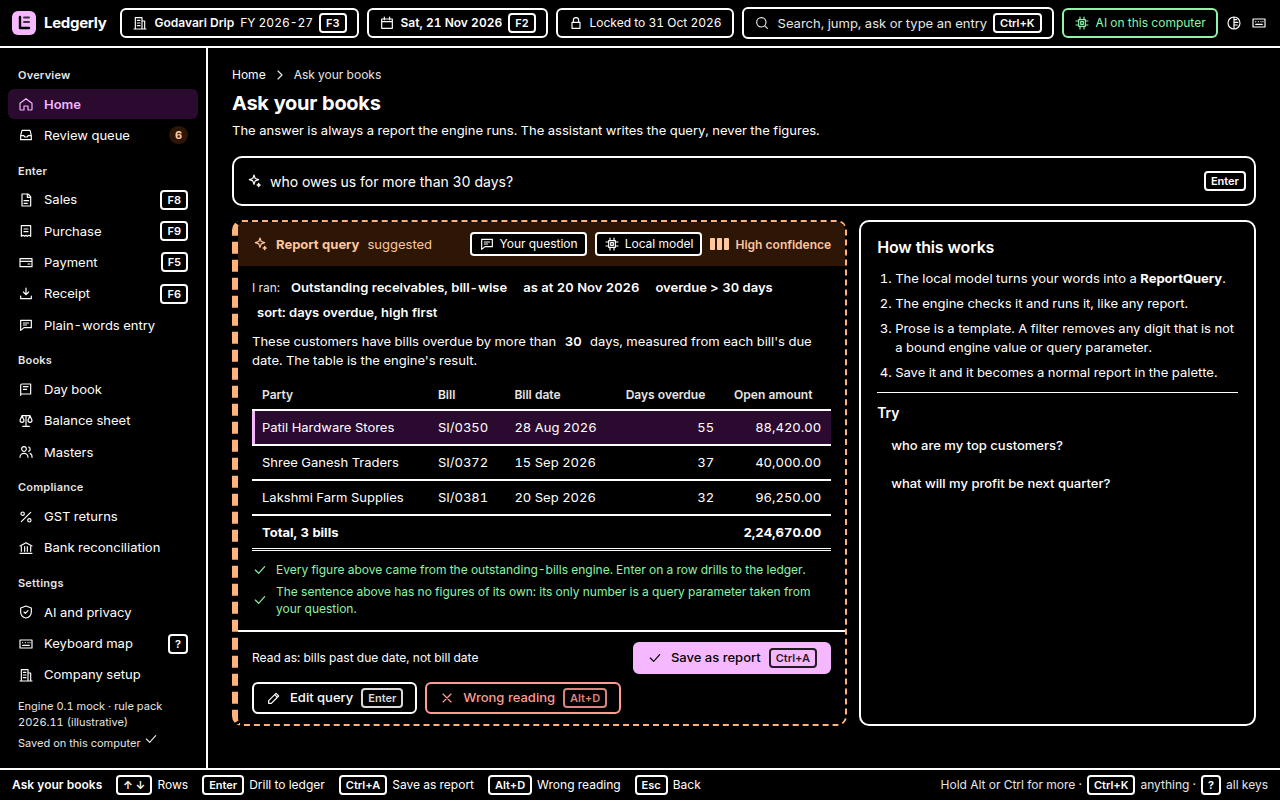 Ledgerly
Godavari Drip FY 2026-27 F3
Sat, 21 Nov 2026 F2
Locked to 31 Oct 2026
Search, jump, ask or type an entry Ctrl+K
AI on this computer
Overview
Home
Review queue 6
Enter
Sales F8
Purchase F9
Payment F5
Receipt F6
Plain-words entry
Books
Day book
Balance sheet
Masters
Compliance
GST returns
Bank reconciliation
Settings
AI and privacy
Keyboard map ?
Company setup
Engine 0.1 mock · rule pack
2026.11 (illustrative)
Saved on this computer
Home > Ask your books
Ask your books
The answer is always a report the engine runs. The assistant writes the query, never the figures.
who owes us for more than 30 days? Enter
Report query suggested Your question Local model High confidence
I ran: Outstanding receivables, bill-wise as at 20 Nov 2026 overdue > 30 days
sort: days overdue, high first
These customers have bills overdue by more than 30 days, measured from each bill's due
date. The table is the engine's result.
Party Bill Bill date Days overdue Open amount
Patil Hardware Stores SI/0350 28 Aug 2026 55 88,420.00
Shree Ganesh Traders SI/0372 15 Sep 2026 37 40,000.00
Lakshmi Farm Supplies SI/0381 20 Sep 2026 32 96,250.00
Total, 3 bills 2,24,670.00
Every figure above came from the outstanding-bills engine. Enter on a row drills to the ledger.
The sentence above has no figures of its own: its only number is a query parameter taken from
your question.
Read as: bills past due date, not bill date
Save as report Ctrl+A
Edit query Enter
Wrong reading Alt+D
How this works
1. The local model turns your words into a ReportQuery.
2. The engine checks it and runs it, like any report.
3. Prose is a template. A filter removes any digit that is not
a bound engine value or query parameter.
4. Save it and it becomes a normal report in the palette.
Try
who are my top customers?
what will my profit be next quarter?
Ask your books ↑↓ Rows Enter Drill to ledger Ctrl+A Save as report Alt+D Wrong reading Esc Back
Hold Alt or Ctrl for more · Ctrl+K anything · ? all keys